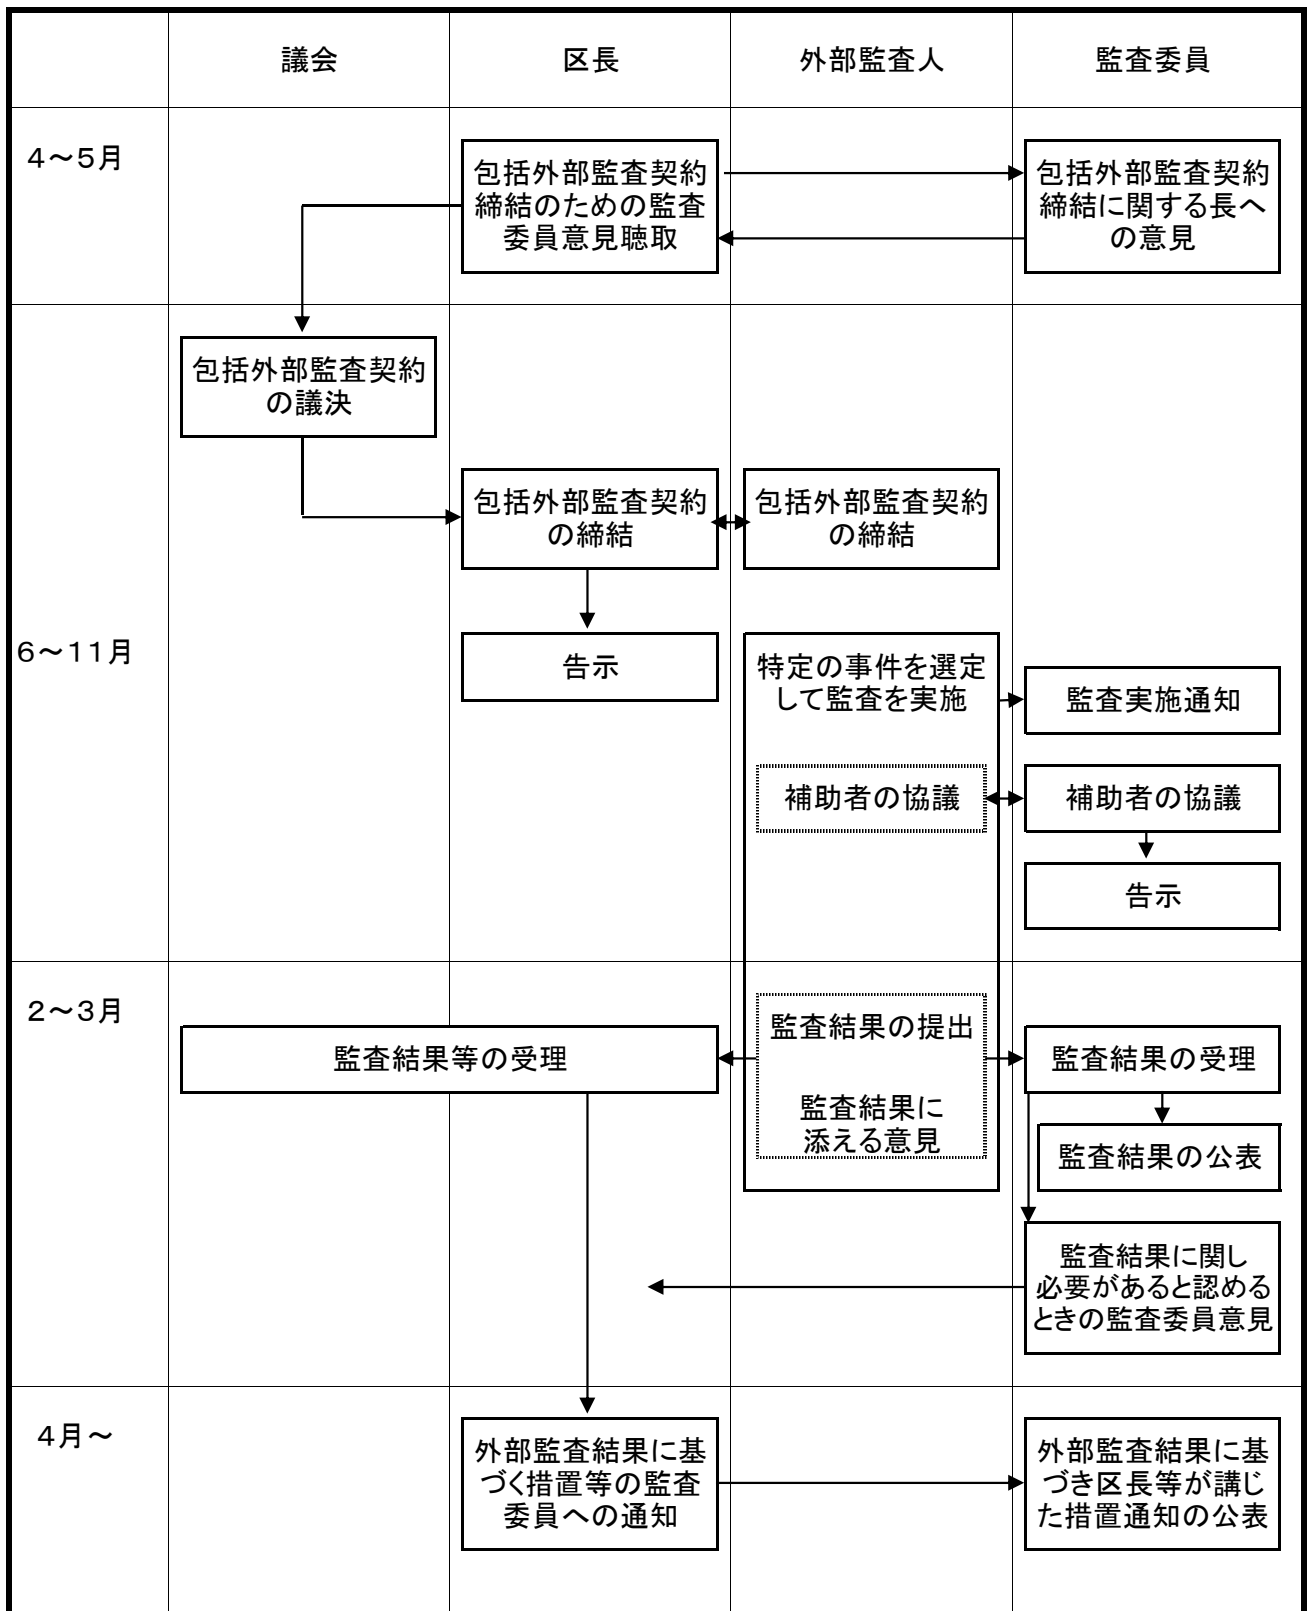 議会
区長
外部監査人
監査委員
４～５月
包括外部監査契約
締結のための監査
委員意見聴取
包括外部監査契約
締結に関する長へ
の意見
包括外部監査契約
の議決
包括外部監査契約
の締結
包括外部監査契約
の締結
６～１１月
告示
特定の事件を選定
して監査を実施
監査実施通知
補助者の協議
補助者の協議
告示
２～３月
監査結果等の受理
監査結果の提出
監査結果に
添える意見
監査結果の受理
監査結果の公表
監査結果に関し
必要があると認める
ときの監査委員意見
４月～
外部監査結果に基
づく措置等の監査
委員への通知
外部監査結果に基
づき区長等が講じ
た措置通知の公表